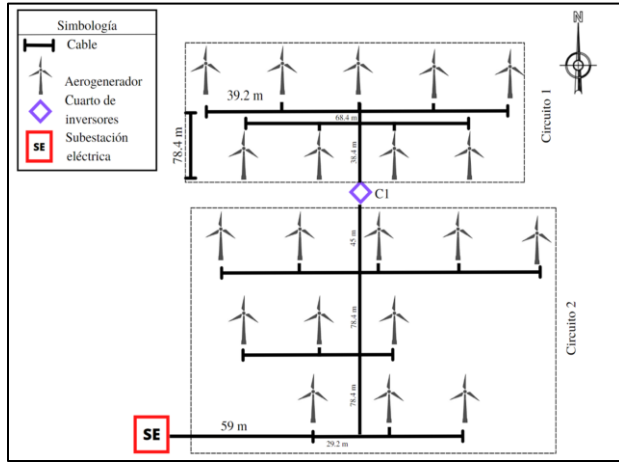 Simbología
Cable
Aerogenerador
Cuarto de
inversores
SE
Subestación
eléctrica
N
39.2 m
68.4 m
78.4 m
38.4 m
Circuito 1
C1
45 m
78.4 m
Circuito 2
78.4 m
SE
59 m
29.2 m